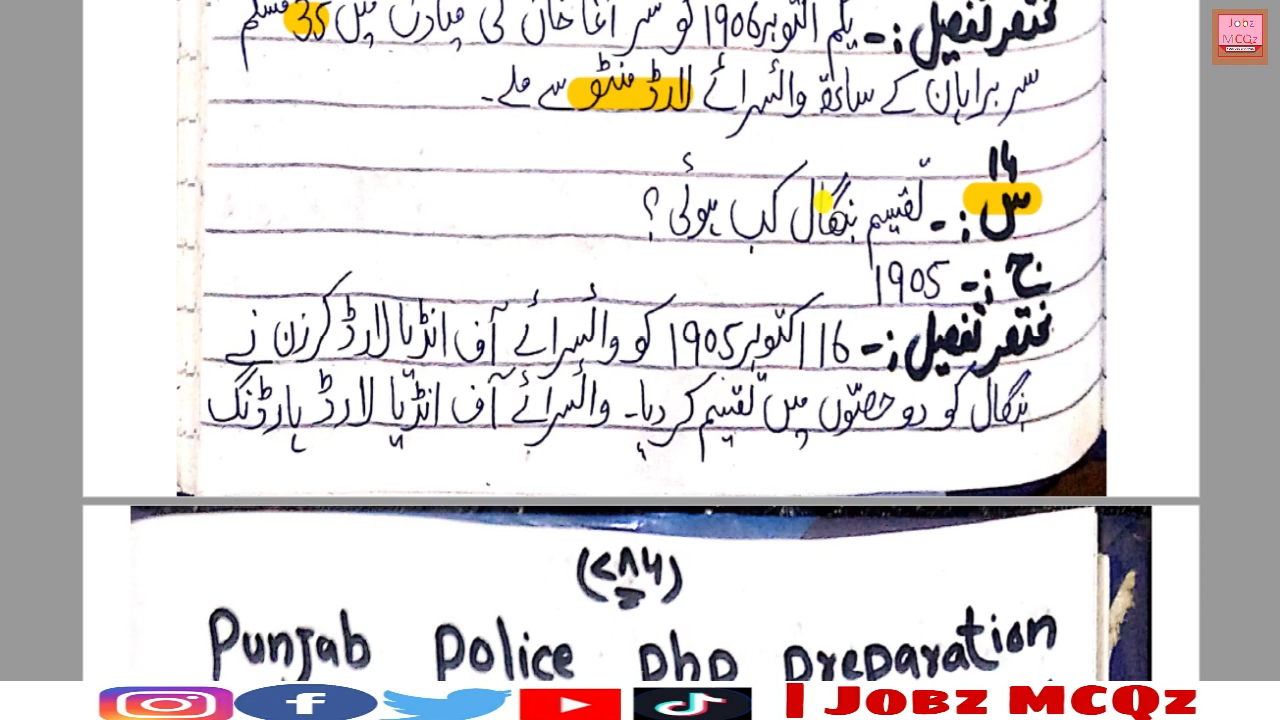 مختصر تفصیل :- یکم اکتوبر 1906 کو سر آغا خان کی قیادت میں 35 مسلم
سربراہان کے ساتھ وائسرائے لارڈ منٹو سے ملے۔
14
س :- تقسیم بنگال کب ہوئی؟
ج :- 1905
مختصر تفصیل :- 16 اکتوبر 1905 کو وائسرائے آف انڈیا لارڈ کرزن نے
بنگال کو دو حصّوں میں تقسیم کر دیا۔ وائسرائے آف انڈیا لارڈ ہارڈنگ
(۷۸۶)
Punjab Police PhP preparation
Jobz MCQz
| Jobz MCQz